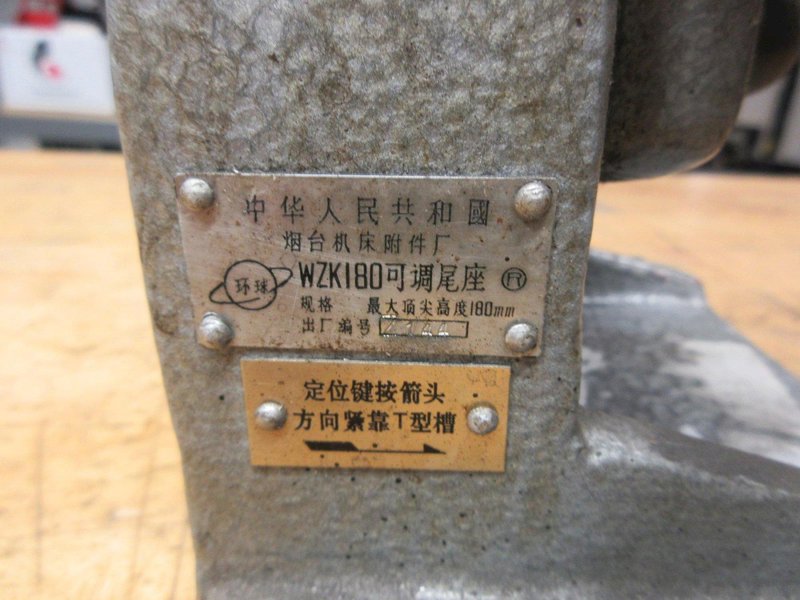 中华人民共和國
烟台机床附件厂
环球
WZK180可调尾座
规格 最大顶尖高度180mm
出厂编号
定位键按箭头
方向紧靠T型槽